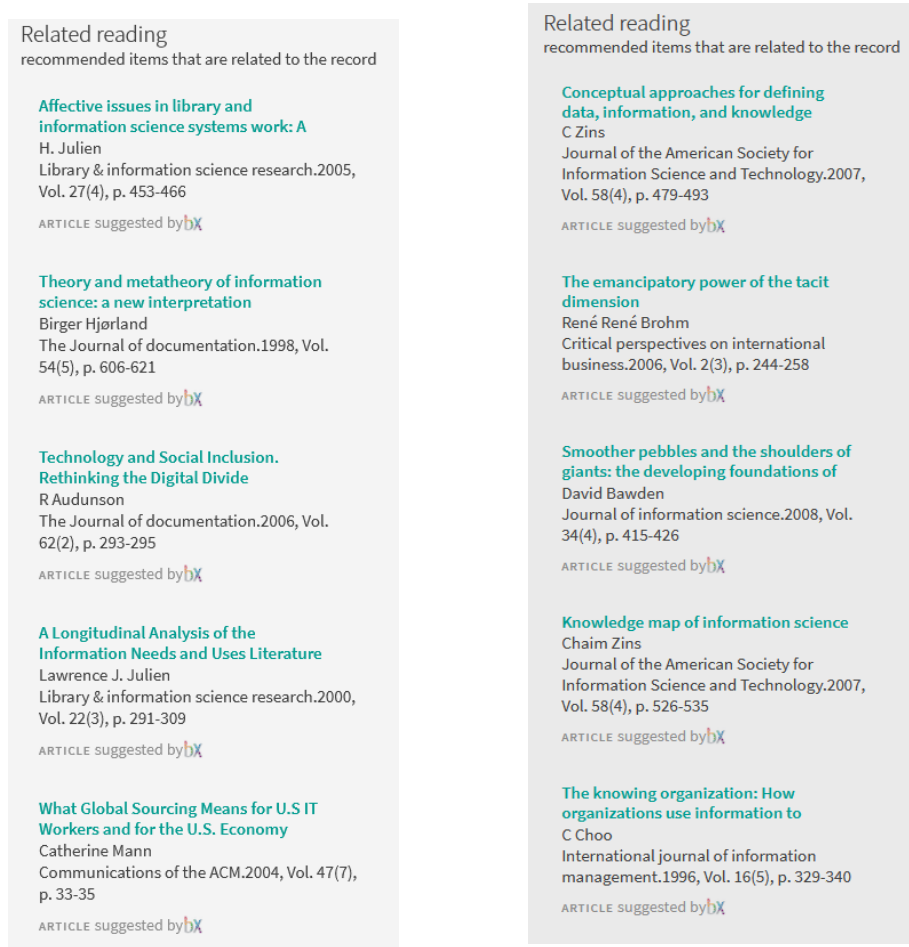 Related reading
recommended items that are related to the record
Affective issues in library and
information science systems work: A
H. Julien
Library & information science research.2005,
Vol. 27(4), p. 453-466
ARTICLE suggested by bX
Theory and metatheory of information
science: a new interpretation
Birger Hjørland
The Journal of documentation.1998, Vol.
54(5), p. 606-621
ARTICLE suggested by bX
Technology and Social Inclusion.
Rethinking the Digital Divide
R Audunson
The Journal of documentation.2006, Vol.
62(2), p. 293-295
ARTICLE suggested by bX
A Longitudinal Analysis of the
Information Needs and Uses Literature
Lawrence J. Julien
Library & information science research.2000,
Vol. 22(3), p. 291-309
ARTICLE suggested by bX
What Global Sourcing Means for U.S IT
Workers and for the U.S. Economy
Catherine Mann
Communications of the ACM.2004, Vol. 47(7),
p. 33-35
ARTICLE suggested by bX
Related reading
recommended items that are related to the record
Conceptual approaches for defining
data, information, and knowledge
C Zins
Journal of the American Society for
Information Science and Technology.2007,
Vol. 58(4), p. 479-493
ARTICLE suggested by bX
The emancipatory power of the tacit
dimension
René René Brohm
Critical perspectives on international
business.2006, Vol. 2(3), p. 244-258
ARTICLE suggested by bX
Smoother pebbles and the shoulders of
giants: the developing foundations of
David Bawden
Journal of information science.2008, Vol.
34(4), p. 415-426
ARTICLE suggested by bX
Knowledge map of information science
Chaim Zins
Journal of the American Society for
Information Science and Technology.2007,
Vol. 58(4), p. 526-535
ARTICLE suggested by bX
The knowing organization: How
organizations use information to
C Choo
International journal of information
management.1996, Vol. 16(5), p. 329-340
ARTICLE suggested by bX